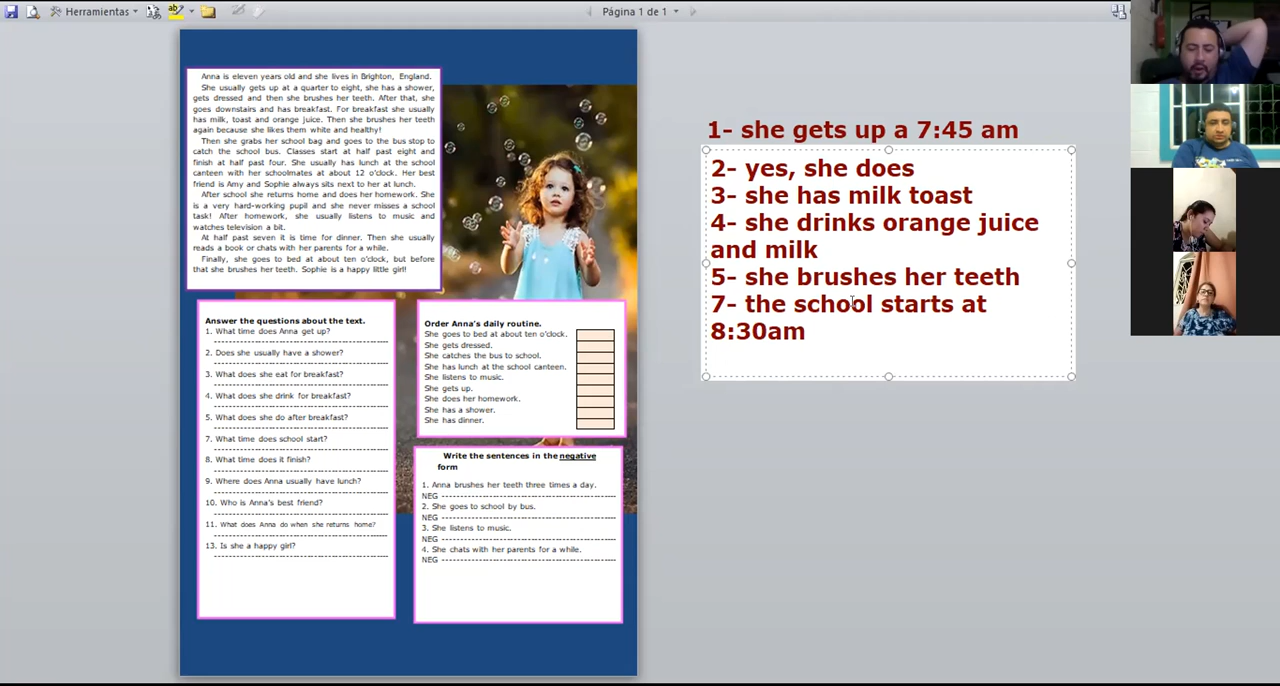 Herramientas
Página 1 de 1
Anna is eleven years old and she lives in Brighton, England.
She usually gets up at a quarter to eight, she has a shower,
gets dressed and then she brushes her teeth. After that, she
goes downstairs and has breakfast. For breakfast she usually
has milk, toast and orange juice. Then she brushes her teeth
again because she likes them white and healthy!
Then she grabs her school bag and goes to the bus stop to
catch the school bus. Classes start at half past eight and
finish at half past four. She usually has lunch at the school
canteen with her schoolmates at about 12 o'clock. Her best
friend is Amy and Sophie always sits next to her at lunch.
After school she returns home and does her homework. She
is a very hard-working pupil and she never misses a school
task! After homework, she usually listens to music and
watches television a bit.
At half past seven it is time for dinner. Then she usually
reads a book or chats with her parents for a while.
Finally, she goes to bed at about ten o'clock, but before
that she brushes her teeth. Sophie is a happy little girl!
Answer the questions about the text.
1. What time does Anna get up?
2. Does she usually have a shower?
3. What does she eat for breakfast?
4. What does she drink for breakfast?
5. What does she do after breakfast?
7. What time does school start?
8. What time does it finish?
9. Where does Anna usually have lunch?
10. Who is Anna's best friend?
11. What does Anna do when she returns home?
13. Is she a happy girl?
Order Anna's daily routine.
She goes to bed at about ten o'clock.
She gets dressed.
She catches the bus to school.
She has lunch at the school canteen.
She listens to music.
She gets up.
She does her homework.
She has a shower.
She has dinner.
Write the sentences in the negative
form
1. Anna brushes her teeth three times a day.
NEG
2. She goes to school by bus.
NEG
3. She listens to music.
NEG
4. She chats with her parents for a while.
NEG
1- she gets up a 7:45 am
2- yes, she does
3- she has milk toast
4- she drinks orange juice
and milk
5- she brushes her teeth
7- the school starts at
8:30am